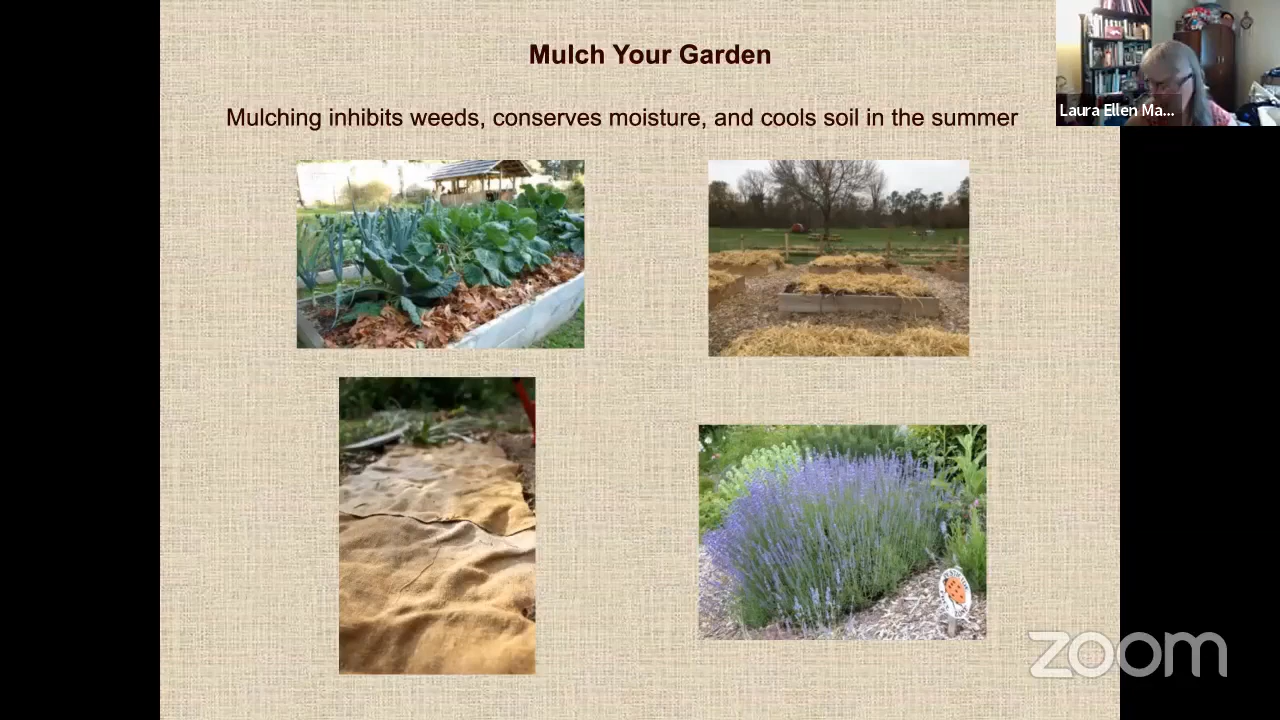 Mulch Your Garden
Mulching inhibits weeds, conserves moisture, and cools soil in the summer
Laura Ellen Ma...
zoom